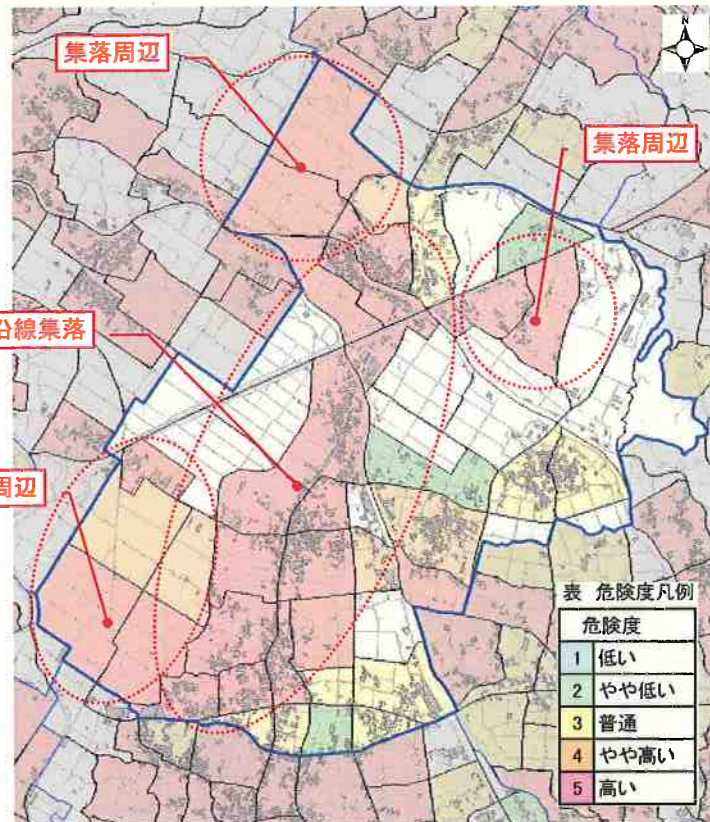 N
集落周辺
集落周辺
沿線集落
周辺
表 危険度凡例
危険度
1 低い
2 やや低い
3 普通
4 やや高い
5 高い